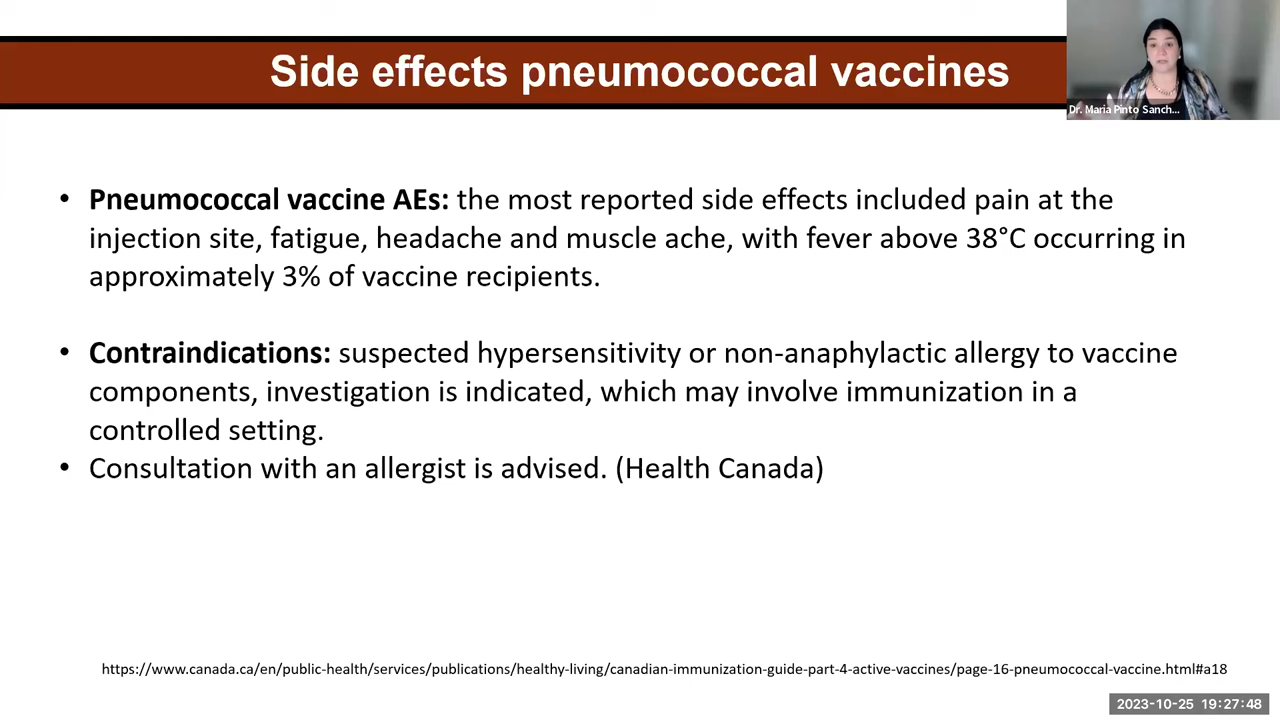 Side effects pneumococcal vaccines
Dr. Maria Pinto Sanch...
• Pneumococcal vaccine AEs: the most reported side effects included pain at the
injection site, fatigue, headache and muscle ache, with fever above 38°C occurring in
approximately 3% of vaccine recipients.
• Contraindications: suspected hypersensitivity or non-anaphylactic allergy to vaccine
components, investigation is indicated, which may involve immunization in a
controlled setting.
• Consultation with an allergist is advised. (Health Canada)
https://www.canada.ca/en/public-health/services/publications/healthy-living/canadian-immunization-guide-part-4-active-vaccines/page-16-pneumococcal-vaccine.html#a18
2023-10-25 19:27:48